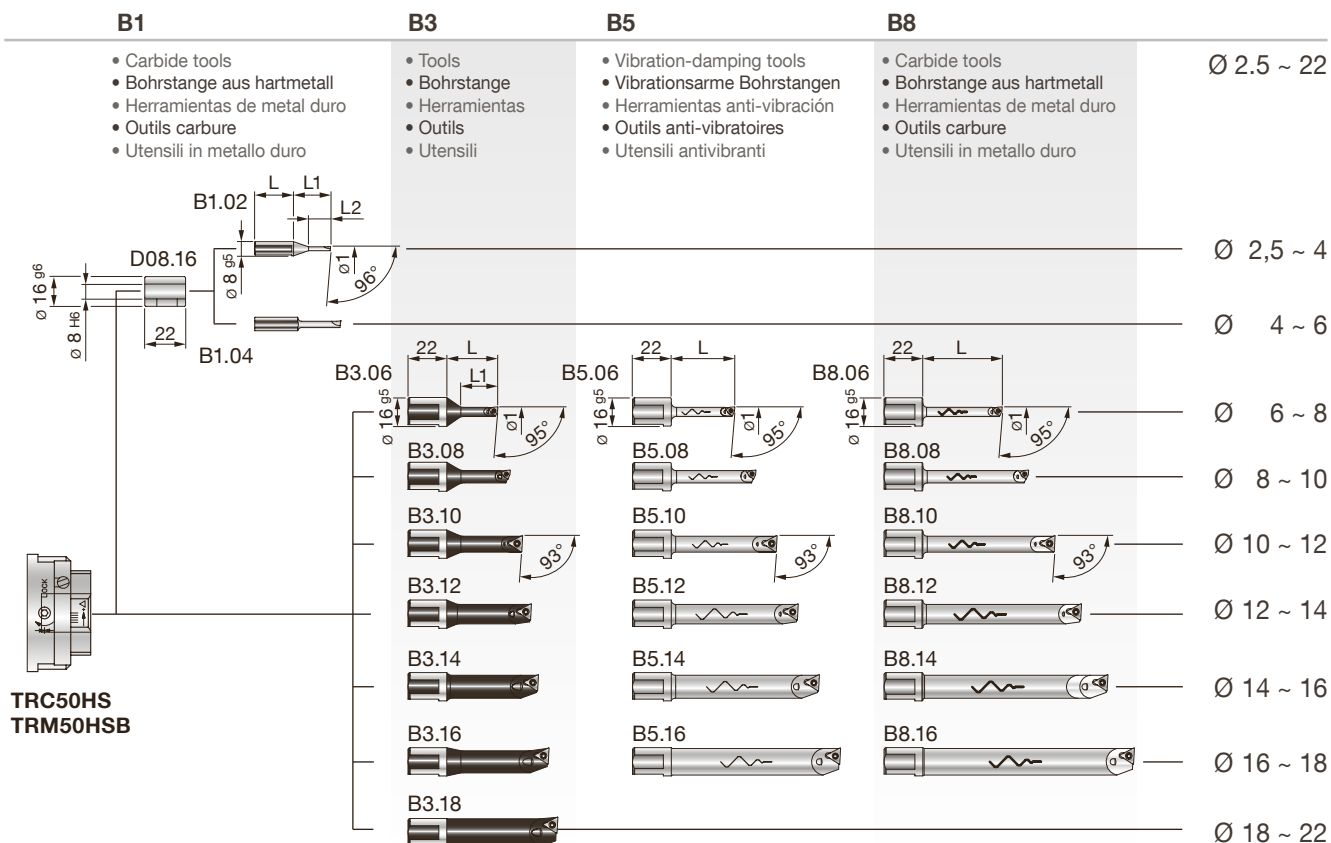 B1
B3
B5
B8
• Carbide tools
• Bohrstange aus hartmetall
• Herramientas de metal duro
• Outils carbure
• Utensili in metallo duro
• Tools
• Bohrstange
• Herramientas
• Outils
• Utensili
• Vibration-damping tools
• Vibrationsarme Bohrstangen
• Herramientas anti-vibración
• Outils anti-vibratoires
• Utensili antivibranti
• Carbide tools
• Bohrstange aus hartmetall
• Herramientas de metal duro
• Outils carbure
• Utensili in metallo duro
Ø 2.5 ~ 22
L L1
B1.02
L2
Ø 8 g5
Ø1
96°
Ø 2,5 ~ 4
D08.16
Ø 16 g6
Ø 8 H6
22
B1.04
Ø 4 ~ 6
B3.06
22 L
L1
Ø 16 g5
Ø1
95°
B5.06
22 L
Ø 16 g5
Ø1
95°
B8.06
22 L
Ø 16 g5
Ø1
95°
Ø 6 ~ 8
B3.08
B5.08
B8.08
Ø 8 ~ 10
B3.10
93°
B5.10
93°
B8.10
93°
Ø 10 ~ 12
B3.12
B5.12
B8.12
Ø 12 ~ 14
LOCK
TRC50HS
TRM50HSB
B3.14
B5.14
B8.14
Ø 14 ~ 16
B3.16
B5.16
B8.16
Ø 16 ~ 18
B3.18
Ø 18 ~ 22